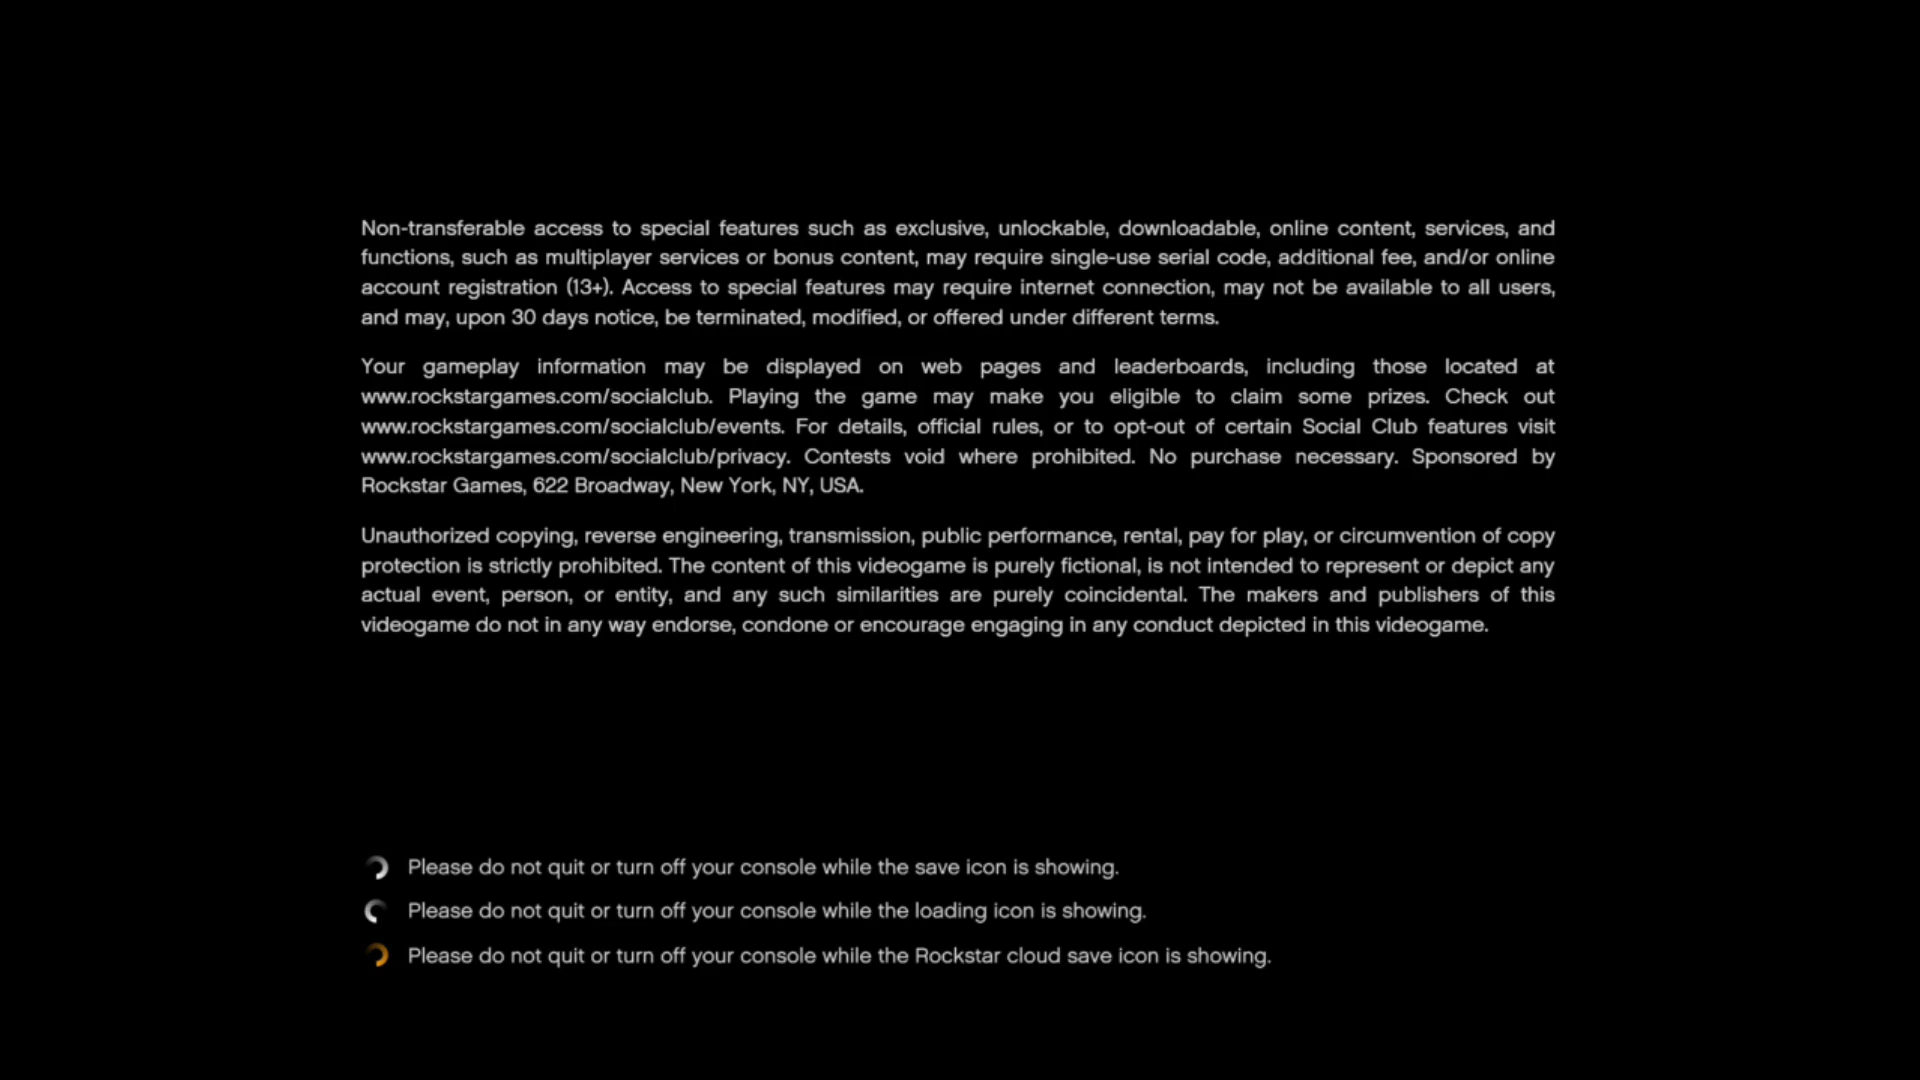 Non-transferable access to special features such as exclusive, unlockable, downloadable, online content, services, and
functions, such as multiplayer services or bonus content, may require single-use serial code, additional fee, and/or online
account registration (13+). Access to special features may require internet connection, may not be available to all users,
and may, upon 30 days notice, be terminated, modified, or offered under different terms.
Your gameplay information may be displayed on web pages and leaderboards, including those located at
www.rockstargames.com/socialclub. Playing the game may make you eligible to claim some prizes. Check out
www.rockstargames.com/socialclub/events. For details, official rules, or to opt-out of certain Social Club features visit
www.rockstargames.com/socialclub/privacy. Contests void where prohibited. No purchase necessary. Sponsored by
Rockstar Games, 622 Broadway, New York, NY, USA.
Unauthorized copying, reverse engineering, transmission, public performance, rental, pay for play, or circumvention of copy
protection is strictly prohibited. The content of this videogame is purely fictional, is not intended to represent or depict any
actual event, person, or entity, and any such similarities are purely coincidental. The makers and publishers of this
videogame do not in any way endorse, condone or encourage engaging in any conduct depicted in this videogame.
Please do not quit or turn off your console while the save icon is showing.
Please do not quit or turn off your console while the loading icon is showing.
Please do not quit or turn off your console while the Rockstar cloud save icon is showing.